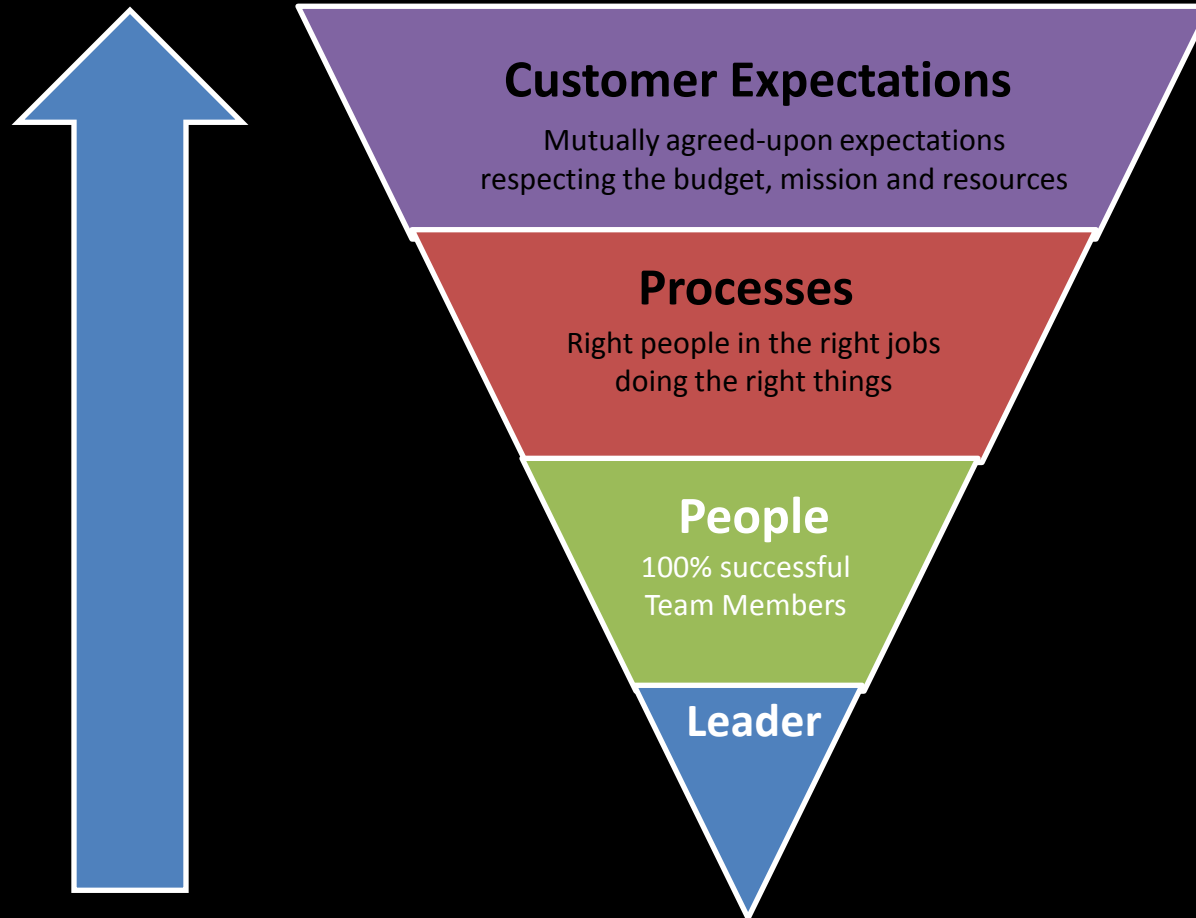 Customer Expectations
Mutually agreed-upon expectations
respecting the budget, mission and resources
Processes
Right people in the right jobs
doing the right things
People
100% successful
Team Members
Leader